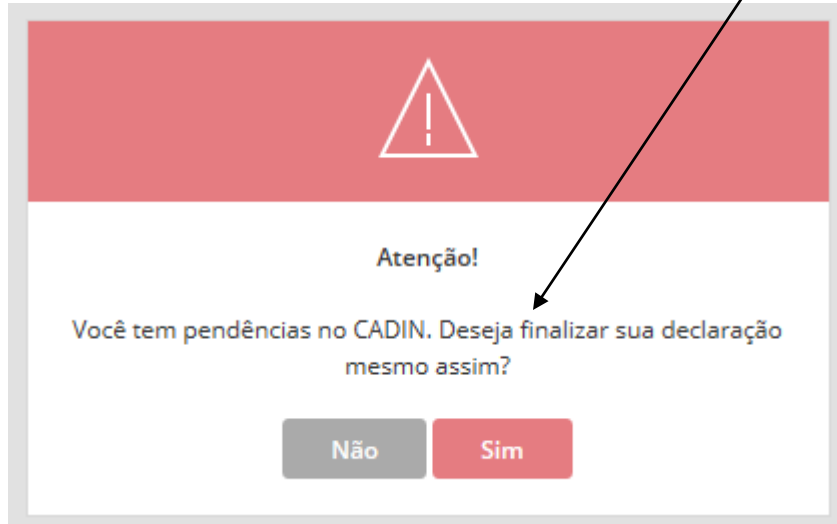 Atenção!
Você tem pendências no CADIN. Deseja finalizar sua declaração
mesmo assim?
Não Sim